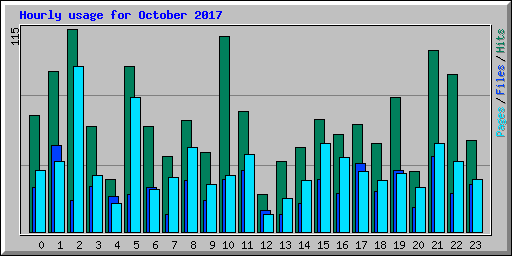 Hourly usage for October 2017
115
Pages/Files/Hits
0 1 2 3 4 5 6 7 8 9 10 11 12 13 14 15 16 17 18 19 20 21 22 23